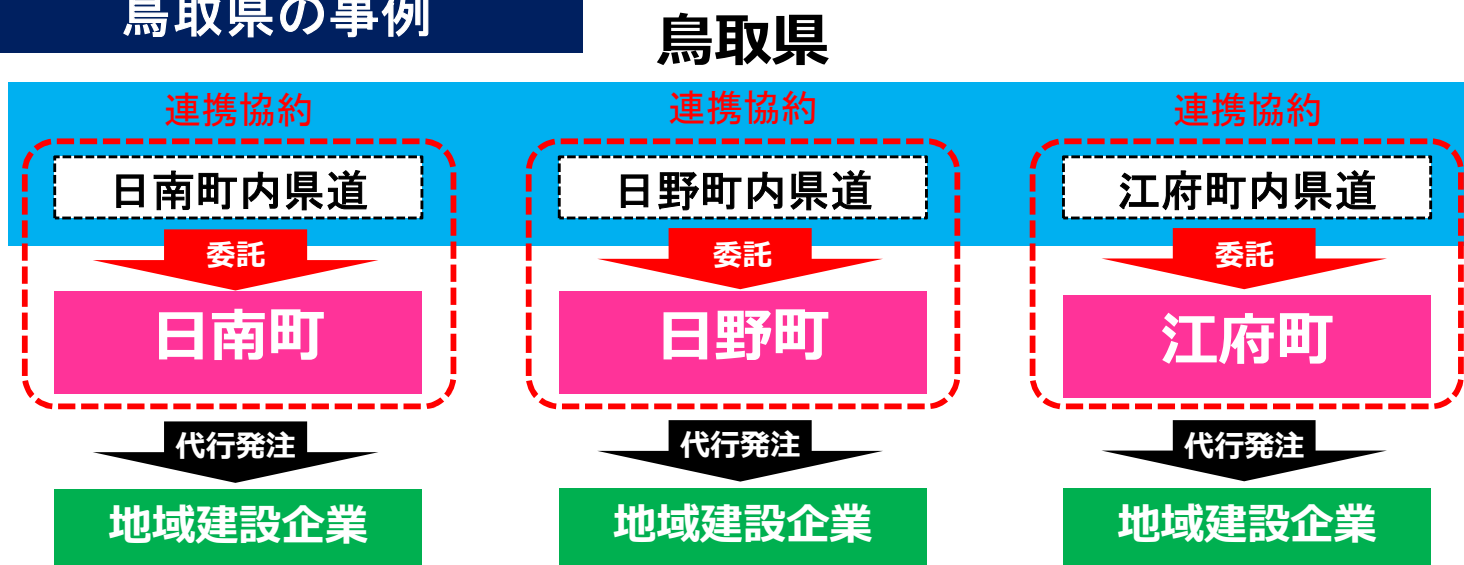 鳥取県の事例
鳥取県
連携協約
連携協約
連携協約
日南町内県道
日野町内県道
江府町内県道
委託
委託
委託
日南町
日野町
江府町
代行発注
代行発注
代行発注
地域建設企業
地域建設企業
地域建設企業